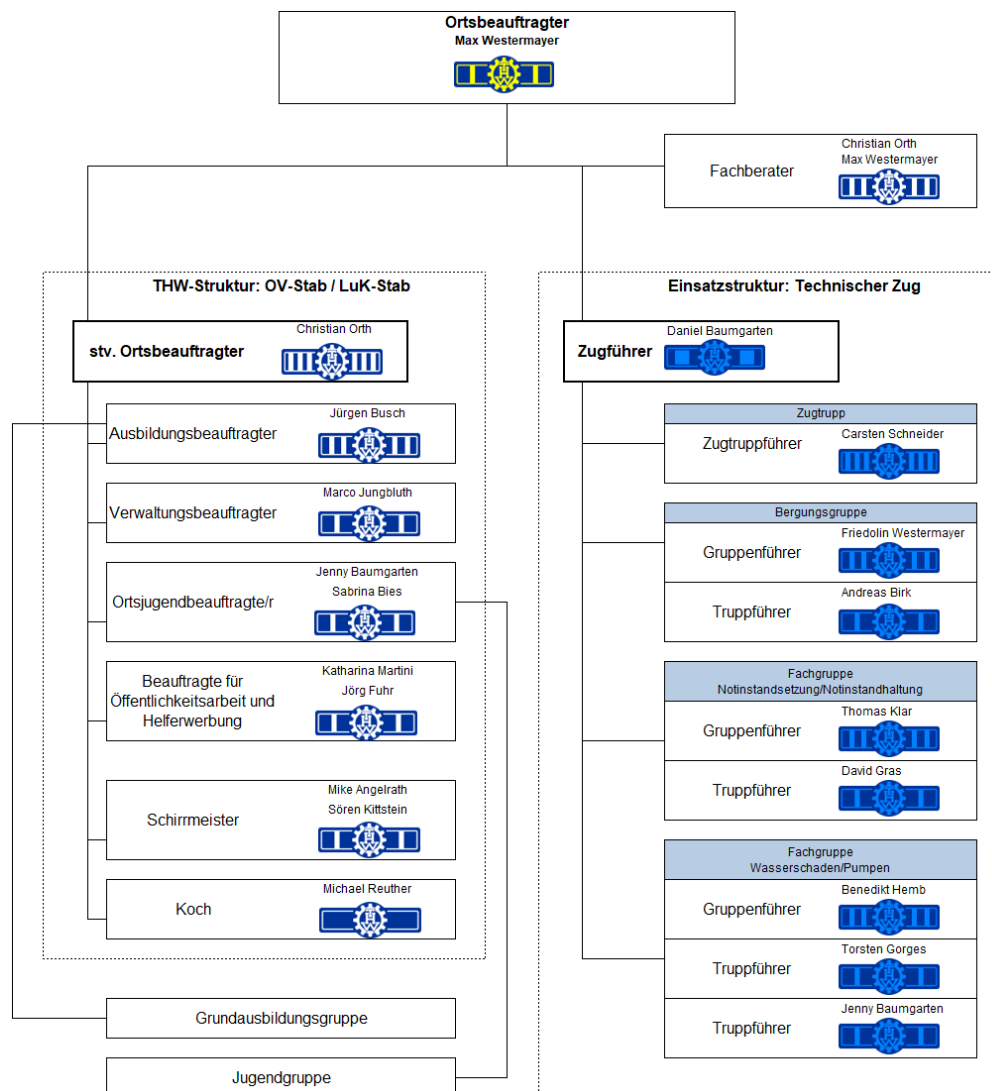 Ortsbeauftragter
Max Westermayer
Fachberater
Christian Orth
Max Westermayer
THW-Struktur: OV-Stab / LuK-Stab
stv. Ortsbeauftragter
Christian Orth
Ausbildungsbeauftragter
Jürgen Busch
Verwaltungsbeauftragter
Marco Jungbluth
Ortsjugendbeauftragte/r
Jenny Baumgarten
Sabrina Bies
Beauftragte für
Öffentlichkeitsarbeit und
Helferwerbung
Katharina Martini
Jörg Fuhr
Schirrmeister
Mike Angelrath
Sören Kittstein
Koch
Michael Reuther
Grundausbildungsgruppe
Jugendgruppe
Einsatzstruktur: Technischer Zug
Zugführer
Daniel Baumgarten
Zugtrupp
Zugtruppführer
Carsten Schneider
Bergungsgruppe
Gruppenführer
Friedolin Westermayer
Truppführer
Andreas Birk
Fachgruppe
Notinstandsetzung/Notinstandhaltung
Gruppenführer
Thomas Klar
Truppführer
David Gras
Fachgruppe
Wasserschaden/Pumpen
Gruppenführer
Benedikt Hemb
Truppführer
Torsten Gorges
Truppführer
Jenny Baumgarten